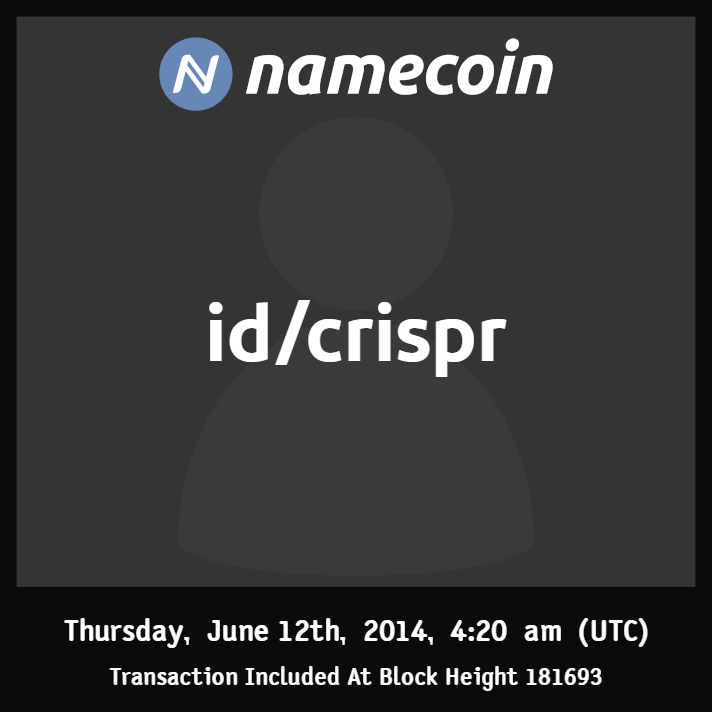 namecoin
id/crispr
Thursday, June 12th, 2014, 4:20 am (UTC)
Transaction Included At Block Height 181693